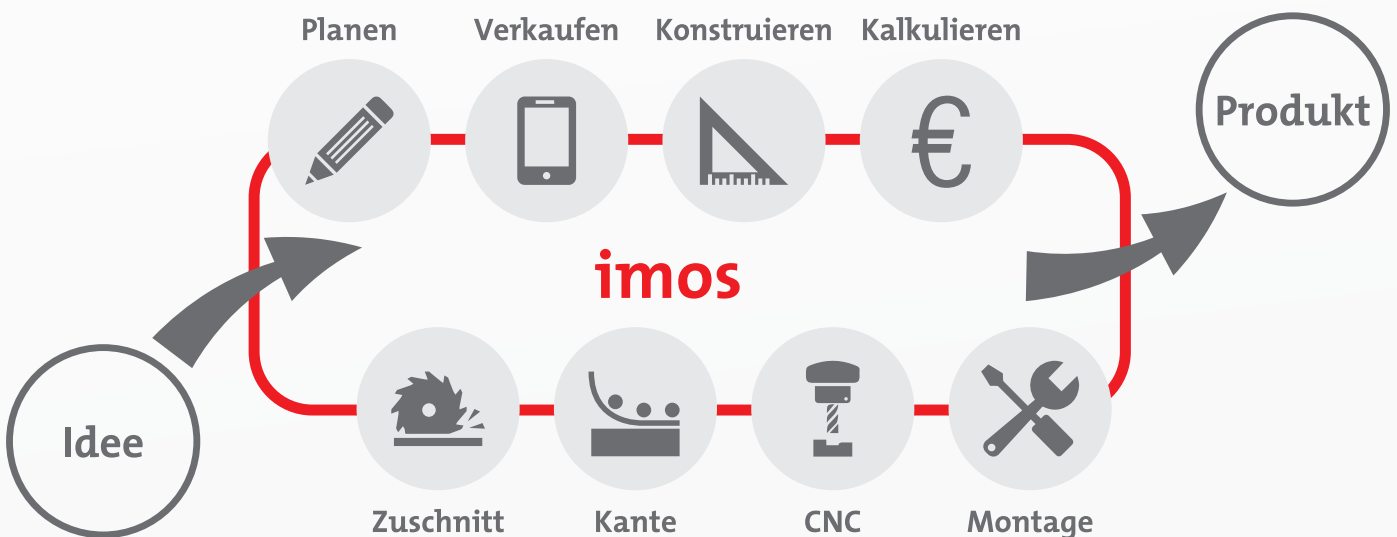 Planen Verkaufen Konstruieren Kalkulieren
Produkt
€
imos
Idee
Zuschnitt Kante CNC Montage